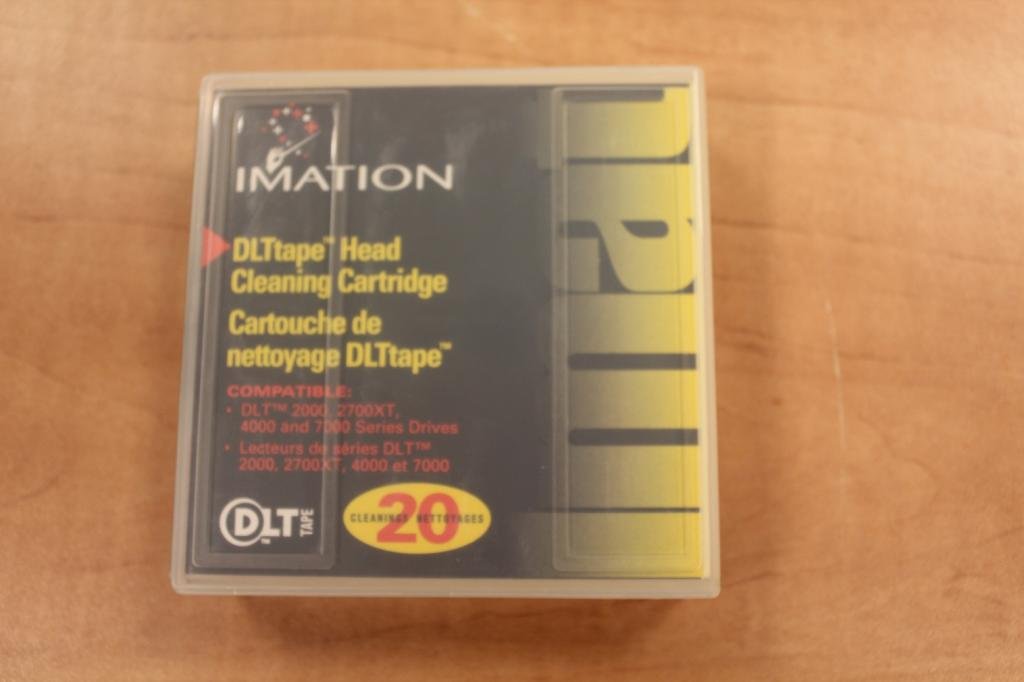 IMATION
DLTtape™ Head
Cleaning Cartridge
Cartouche de
nettoyage DLTtape™
COMPATIBLE:
• DLT™ 2000, 2700XT,
4000 and 7000 Series Drives
• Lecteurs de séries DLT™
2000, 2700XT, 4000 et 7000
DLT™ TAPE
CLEANINGS 20 NETTOYAGES